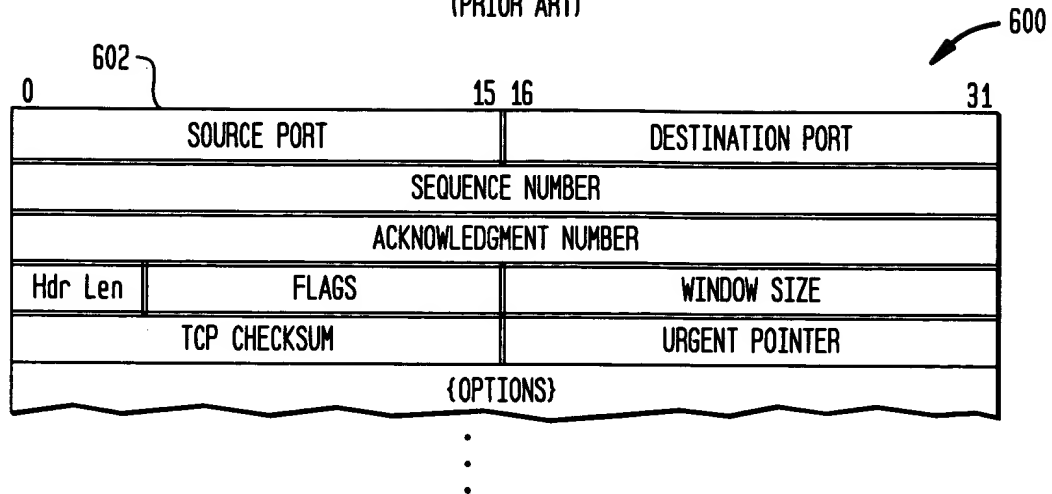 (PRIOR ART)
600
602
0 15 16 31
SOURCE PORT DESTINATION PORT
SEQUENCE NUMBER
ACKNOWLEDGMENT NUMBER
Hdr Len FLAGS WINDOW SIZE
TCP CHECKSUM URGENT POINTER
{OPTIONS}